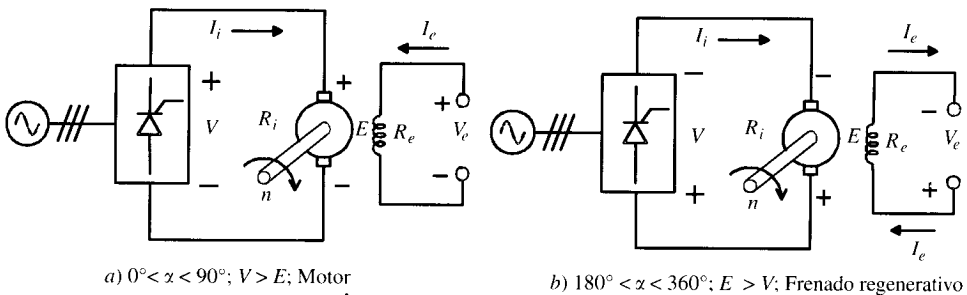 I_i
I_e
+
+
+
V
R_i
E
R_e
V_e
−
−
−
n
a) 0° < α < 90°; V > E; Motor
I_i
I_e
−
−
−
V
R_i
E
R_e
V_e
+
+
+
n
I_e
b) 180° < α < 360°; E > V; Frenado regenerativo